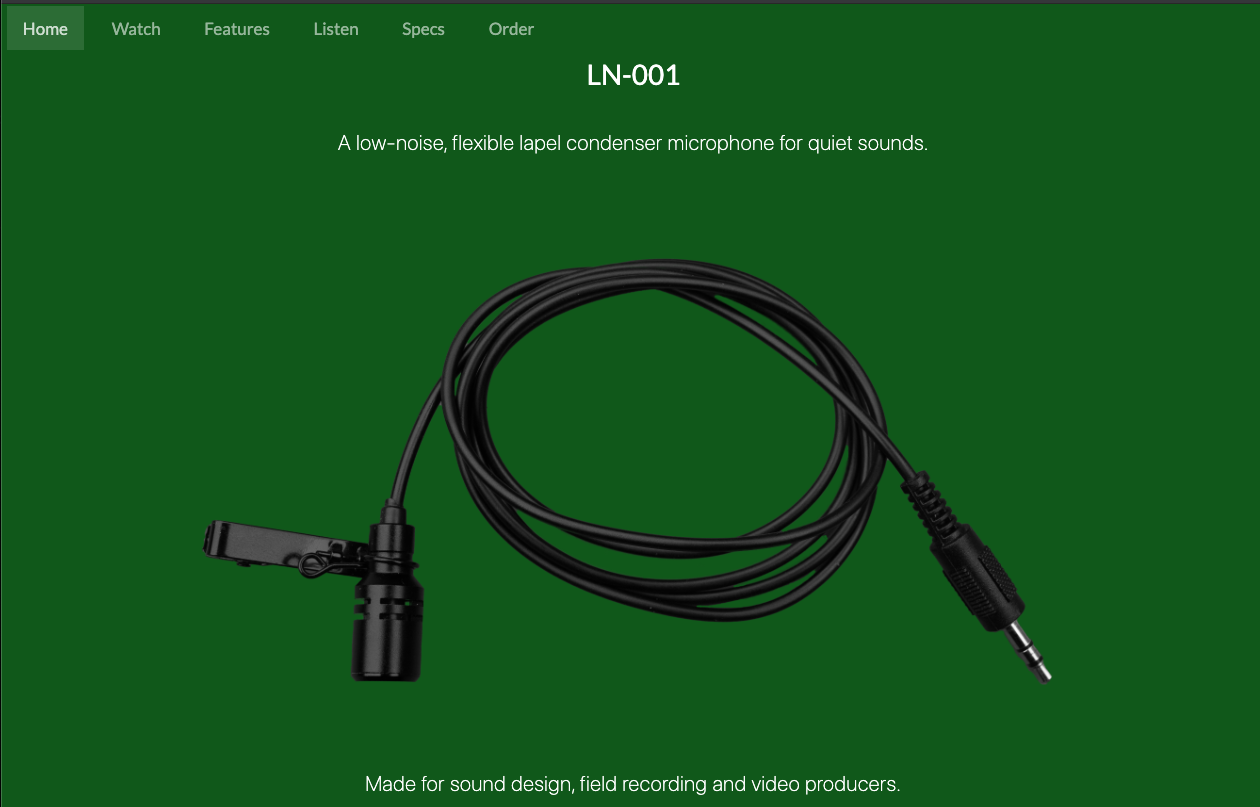 Home Watch Features Listen Specs Order
LN-001
A low-noise, flexible lapel condenser microphone for quiet sounds.
Made for sound design, field recording and video producers.